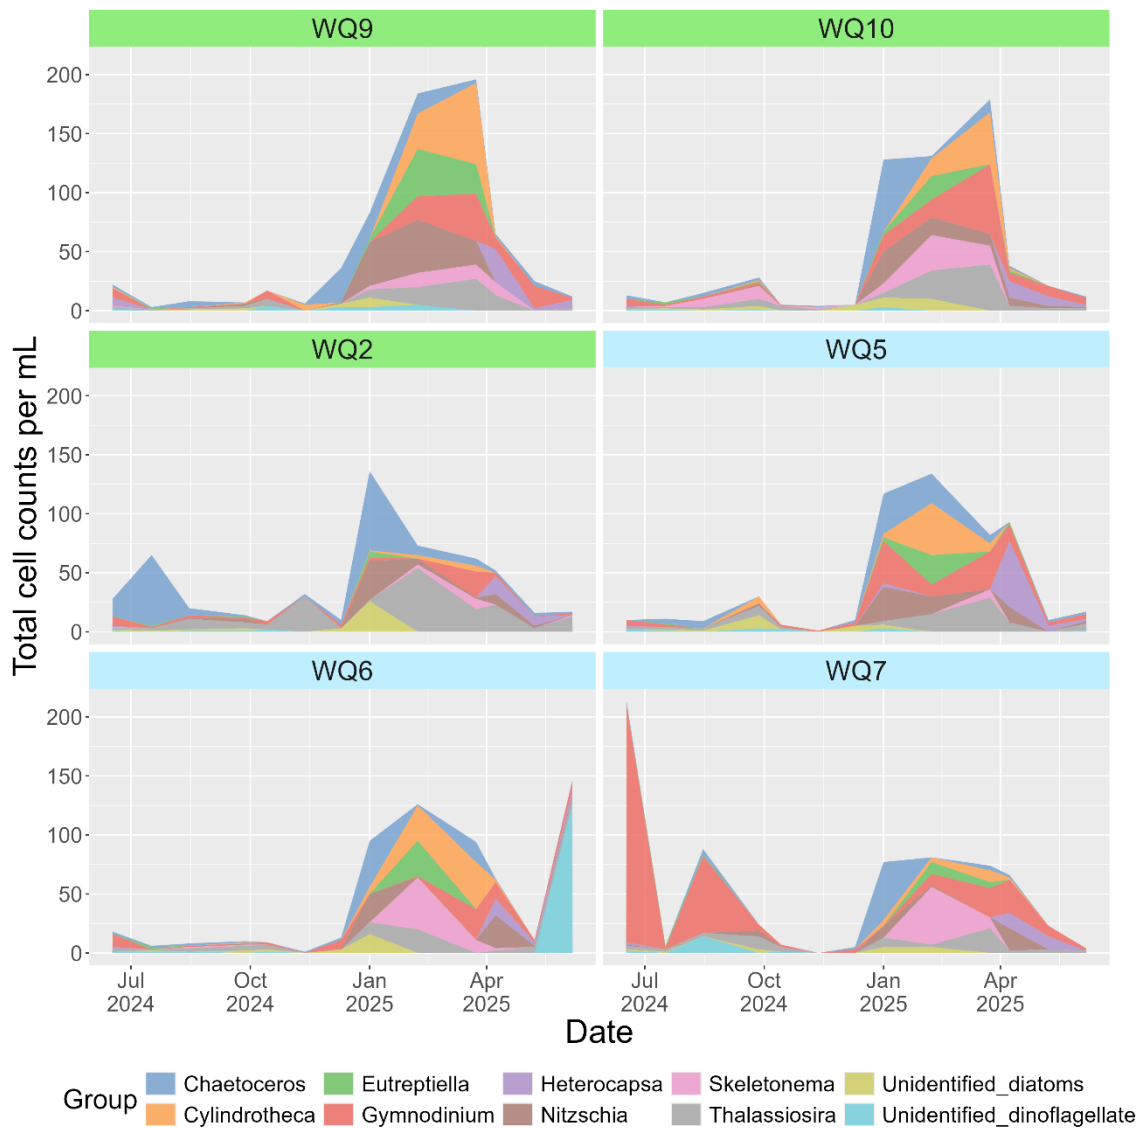 WQ9 WQ10
200
150
100
50
0
WQ2 WQ5
200
150
100
50
0
WQ6 WQ7
200
150
100
50
0
Total cell counts per mL
Jul Oct Jan Apr Jul Oct Jan Apr
2024 2024 2025 2025 2024 2024 2025 2025
Date
Group
Chaetoceros Eutreptiella Heterocapsa Skeletonema Unidentified_diatoms
Cylindrotheca Gymnodinium Nitzschia Thalassiosira Unidentified_dinoflagellate